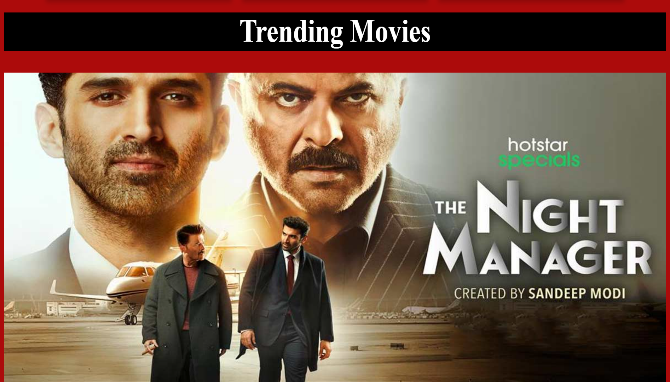 Trending Movies
hotstar
specials
THE NIGHT
MANAGER
CREATED BY SANDEEP MODI